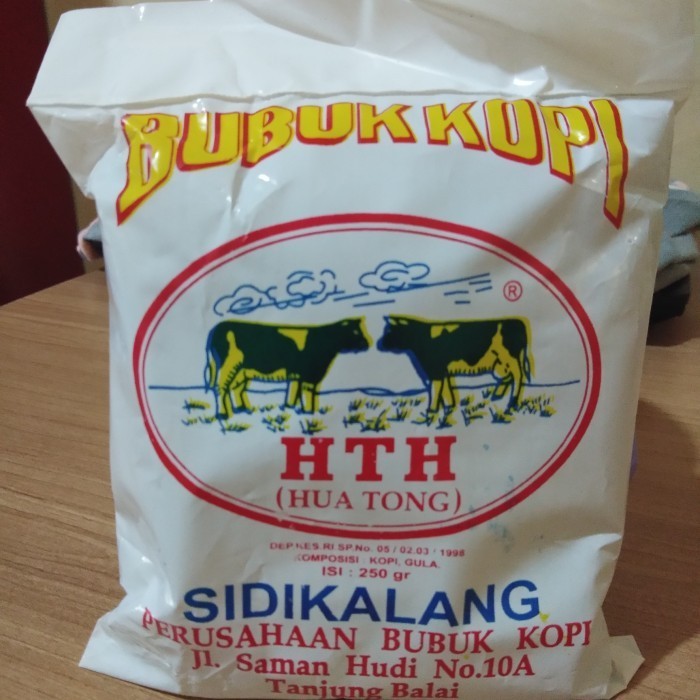 BUBUK KOPI
®
HTH
(HUA TONG)
DEPKES.RI SP.No. 05 / 02.03 / 1998
KOMPOSISI : KOPI, GULA.
ISI : 250 gr
SIDIKALANG
PERUSAHAAN BUBUK KOPI
Jl. Saman Hudi No.10A
Tanjung Balai